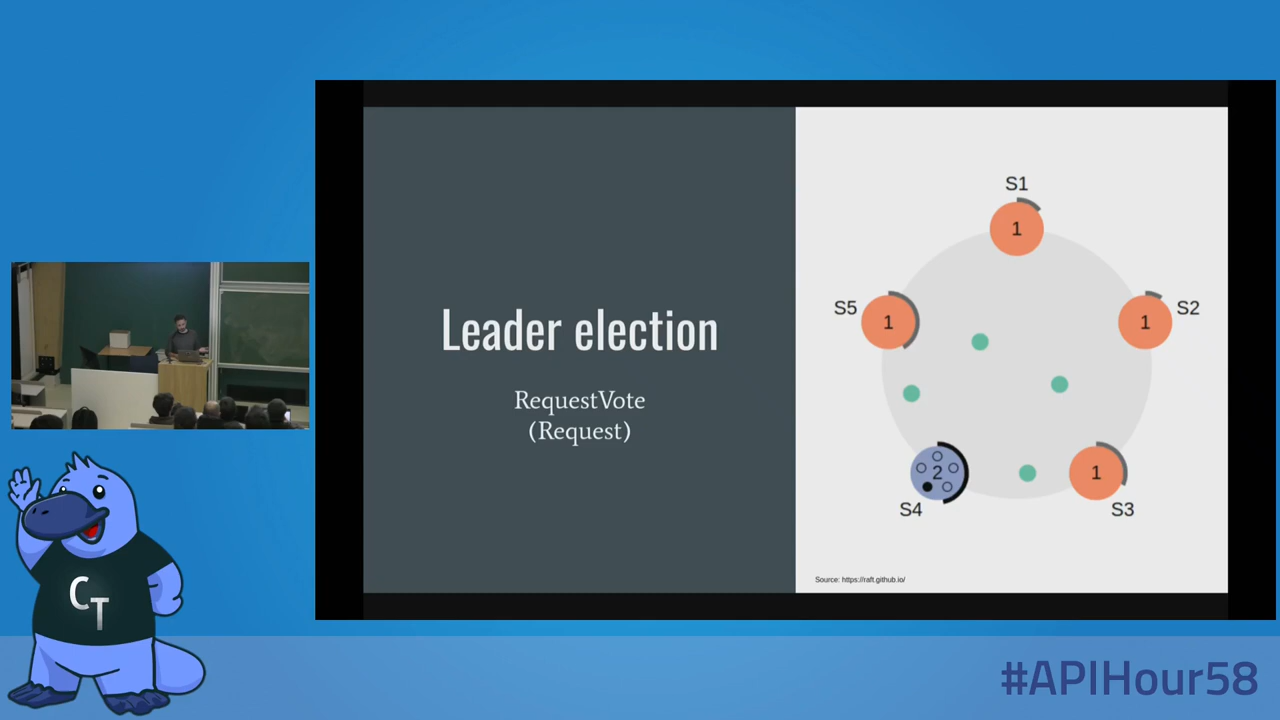 Leader election
RequestVote
(Request)
S1
1
S5
1
1
S2
2
S4
1
S3
Source: https://raft.github.io/
CT
#APIHour58